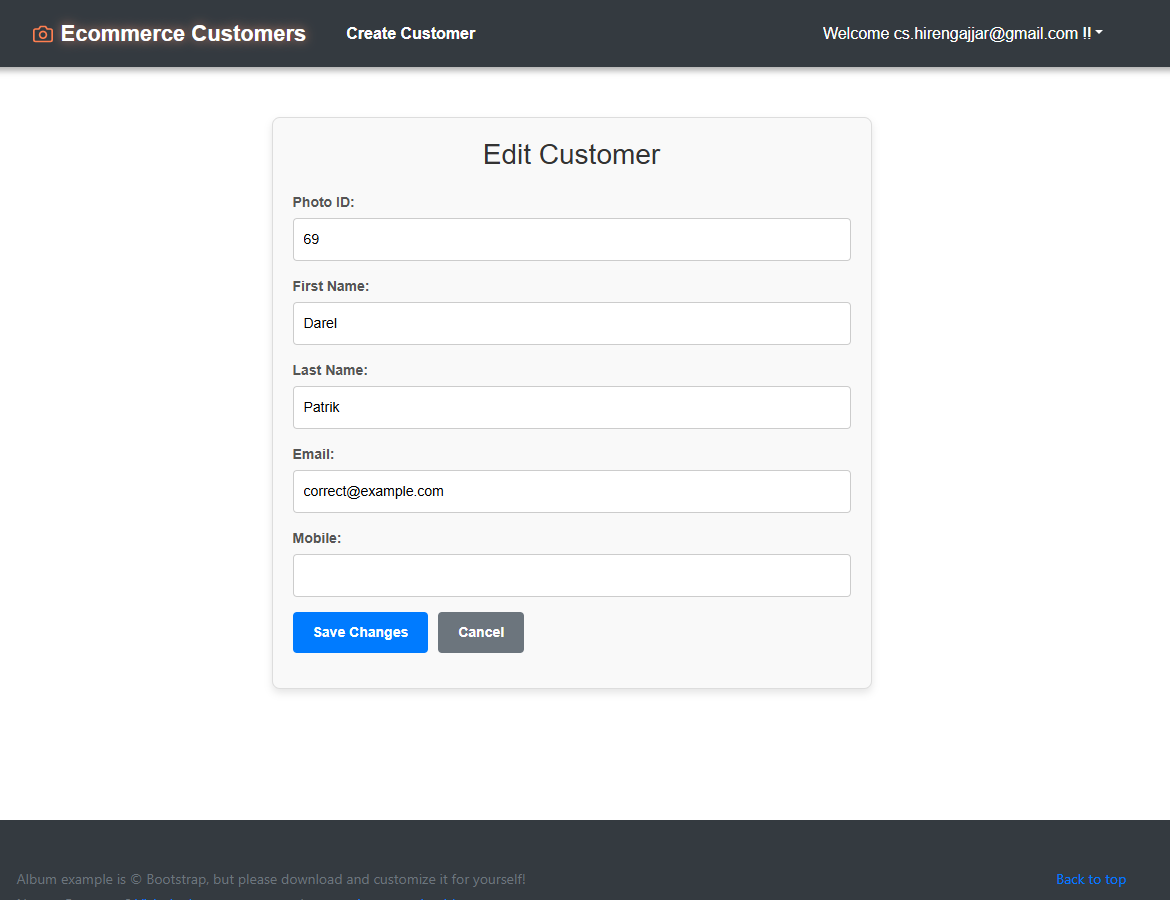 Ecommerce Customers
Create Customer
Welcome cs.hirengajjar@gmail.com !!
Edit Customer
Photo ID:
69
First Name:
Darel
Last Name:
Patrik
Email:
correct@example.com
Mobile:
Save Changes
Cancel
Album example is © Bootstrap, but please download and customize it for yourself!
Back to top